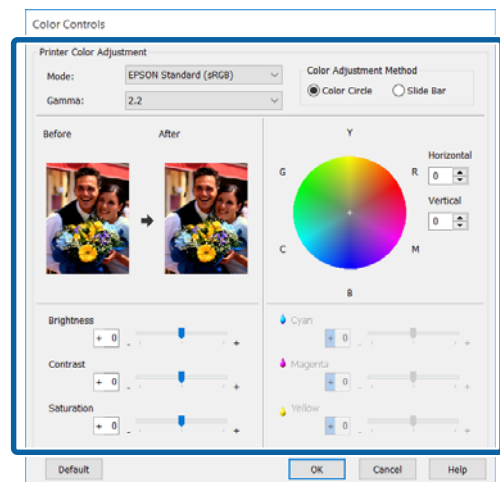 Color Controls
Printer Color Adjustment
Mode: EPSON Standard (sRGB)
Gamma: 2.2
Color Adjustment Method
Color Circle Slide Bar
Before After
Y
G R
C M
B
Horizontal
0
Vertical
0
Brightness
+ 0 - +
Contrast
+ 0 - +
Saturation
+ 0 - +
Cyan
+ 0 - +
Magenta
+ 0 - +
Yellow
+ 0 - +
Default OK Cancel Help